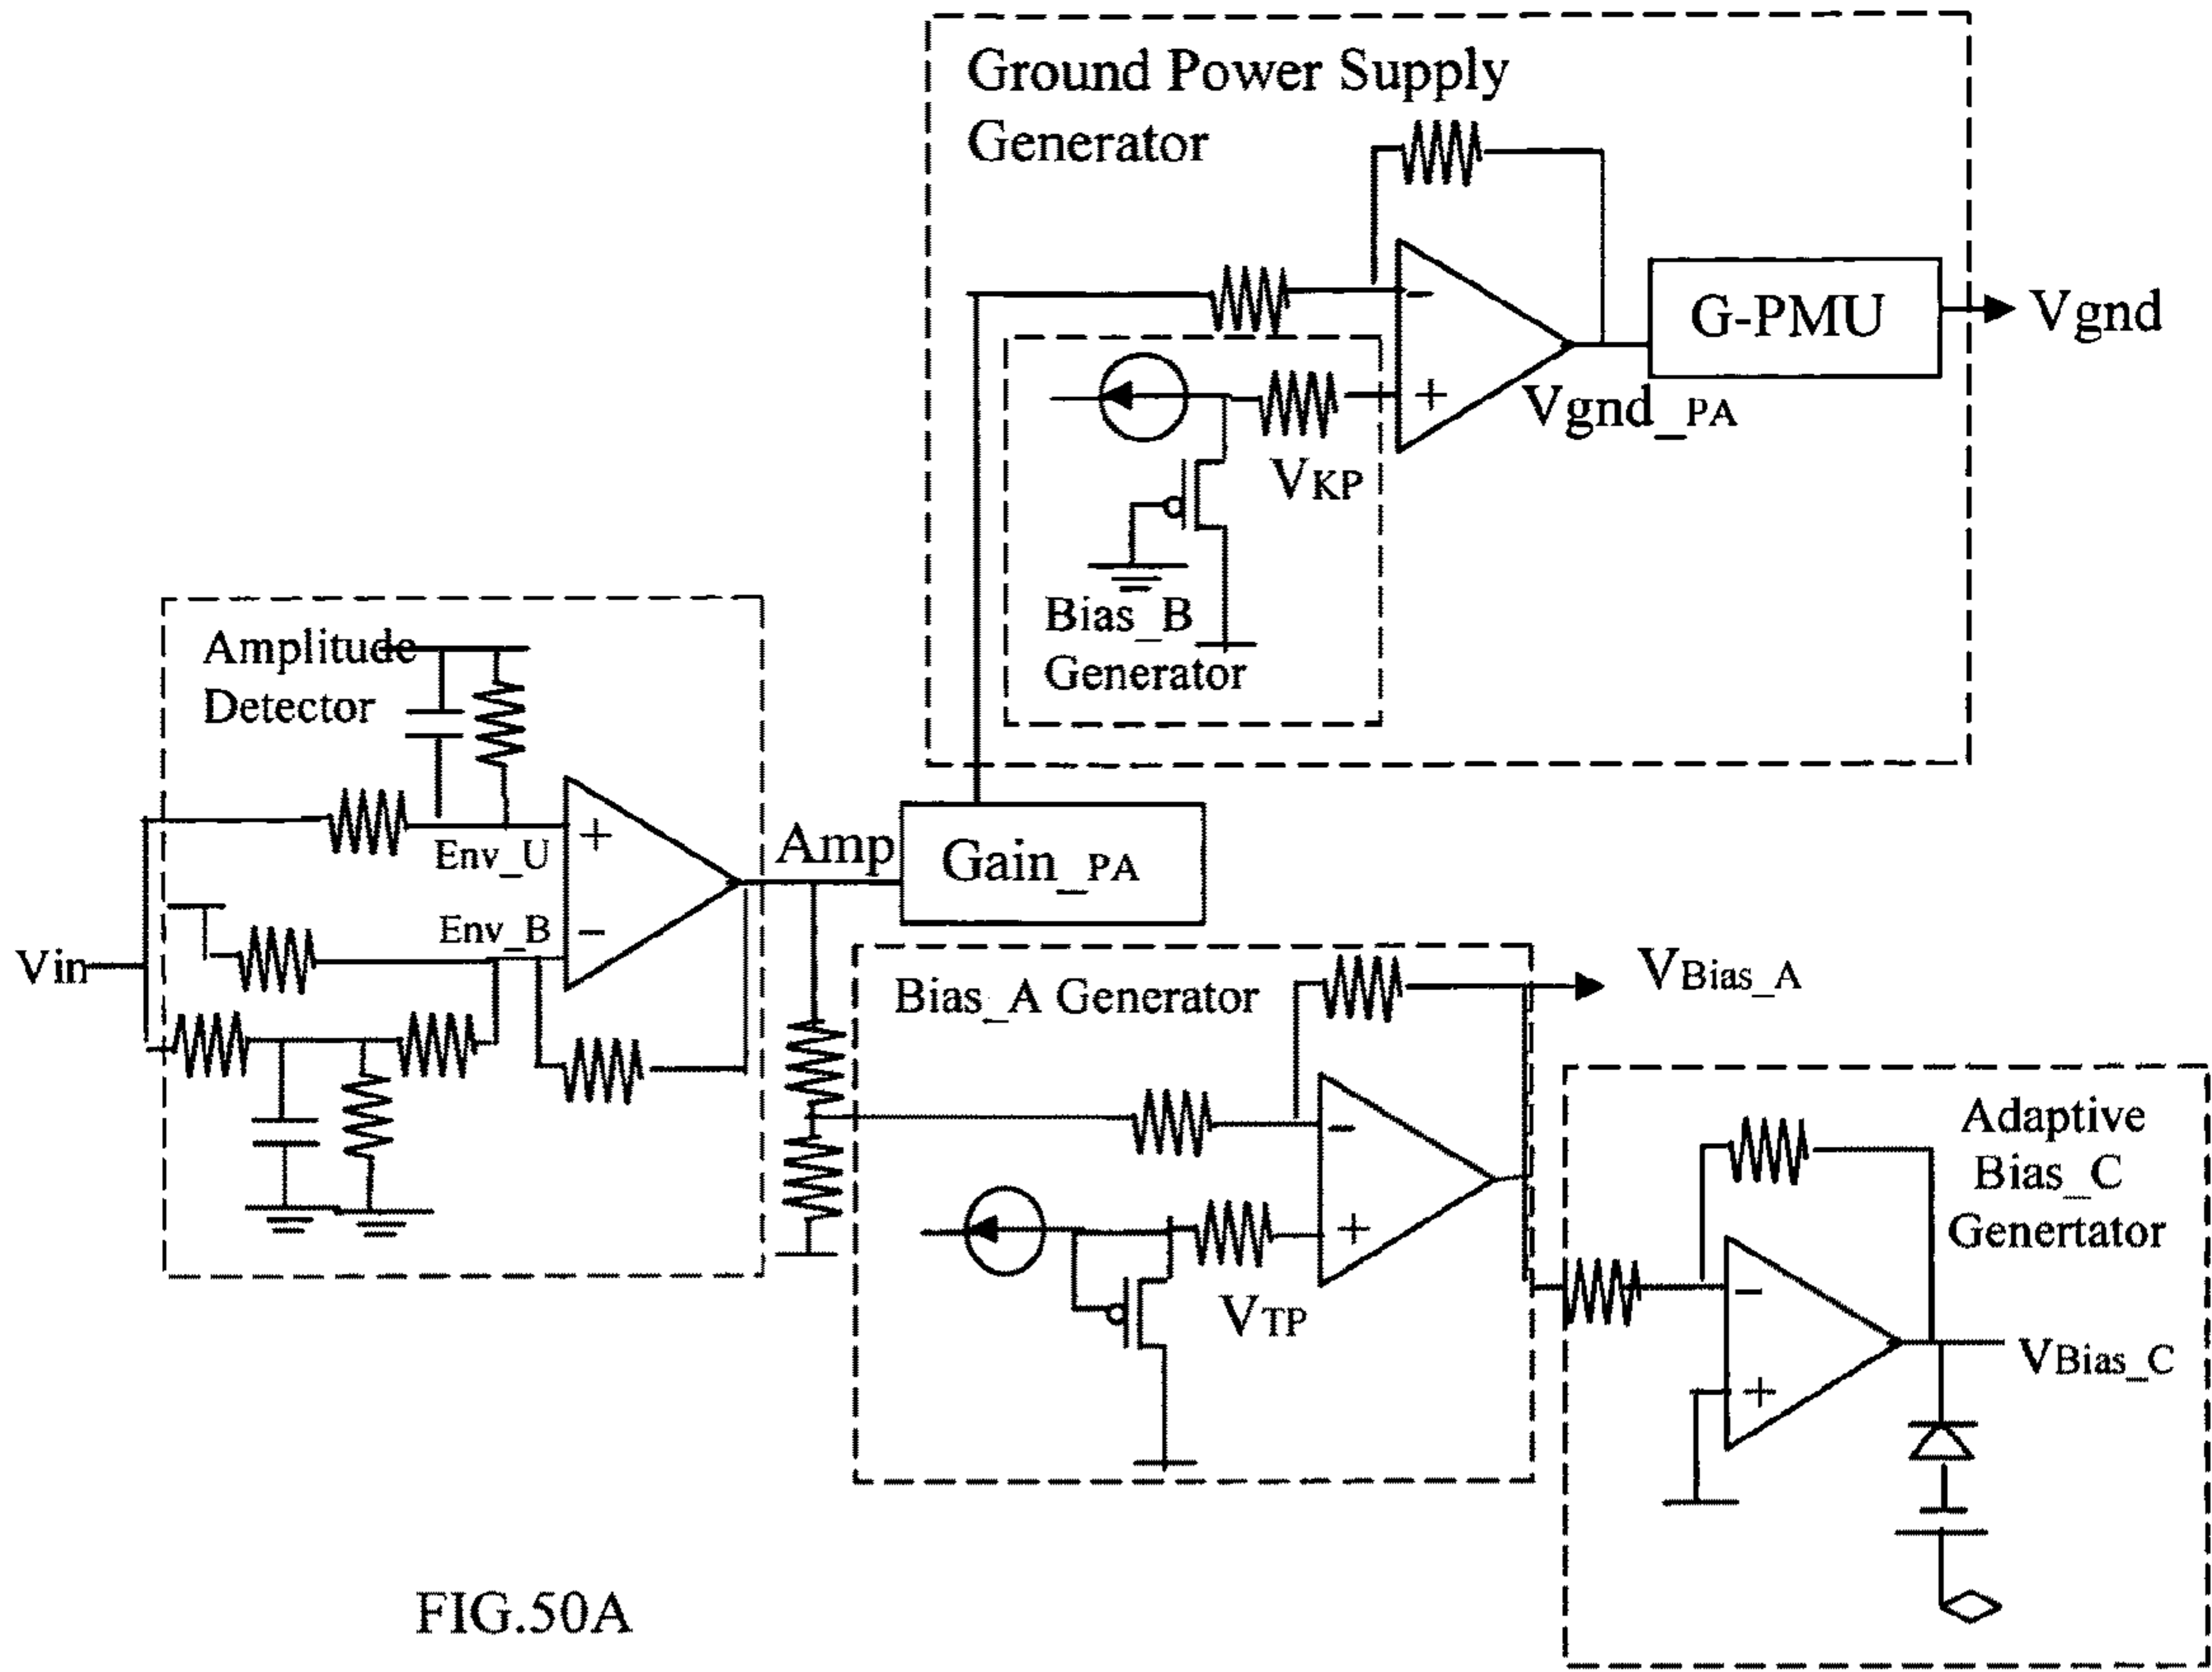 Ground Power Supply
Generator
G-PMU
Vgnd
Vgnd_PA
VKP
Bias_B
Generator
Amplitude
Detector
Env_U
+
Env_B
−
Vin
Amp
Gain_PA
Bias_A Generator
VBias_A
VTP
Adaptive
Bias_C
Genertator
VBias_C
FIG.50A